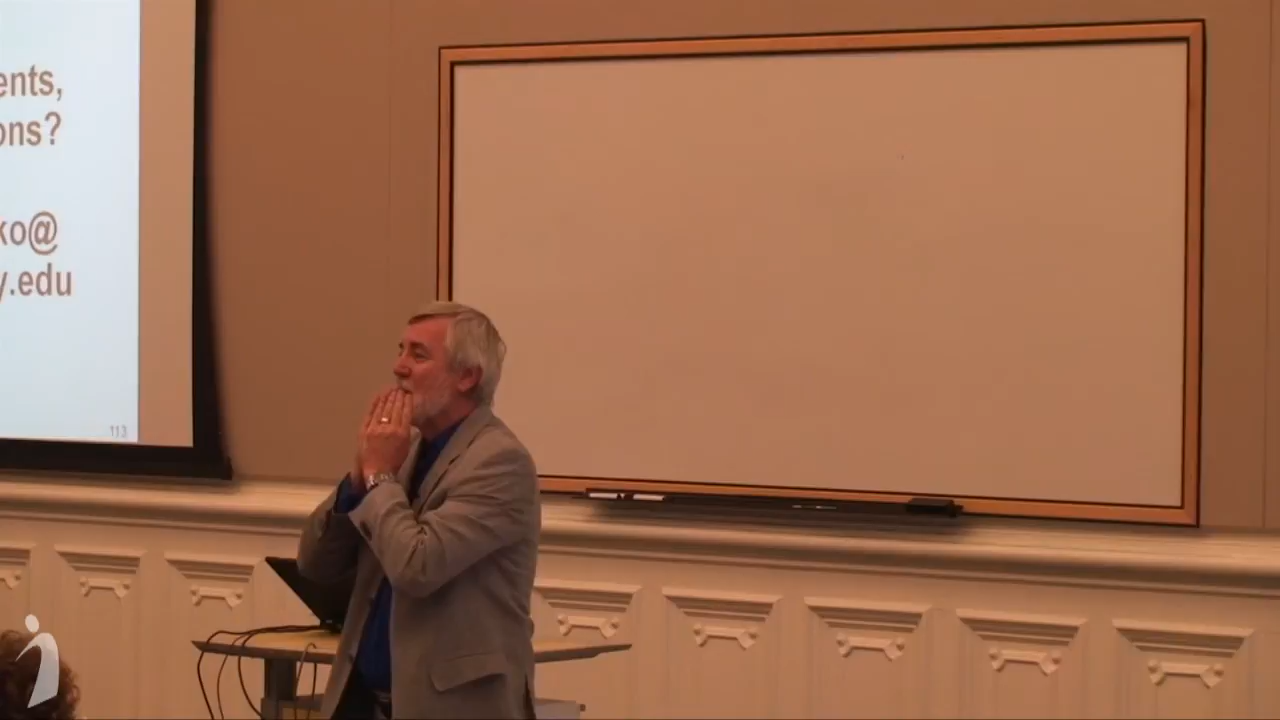 ents,
ons?
ko@
y.edu
113